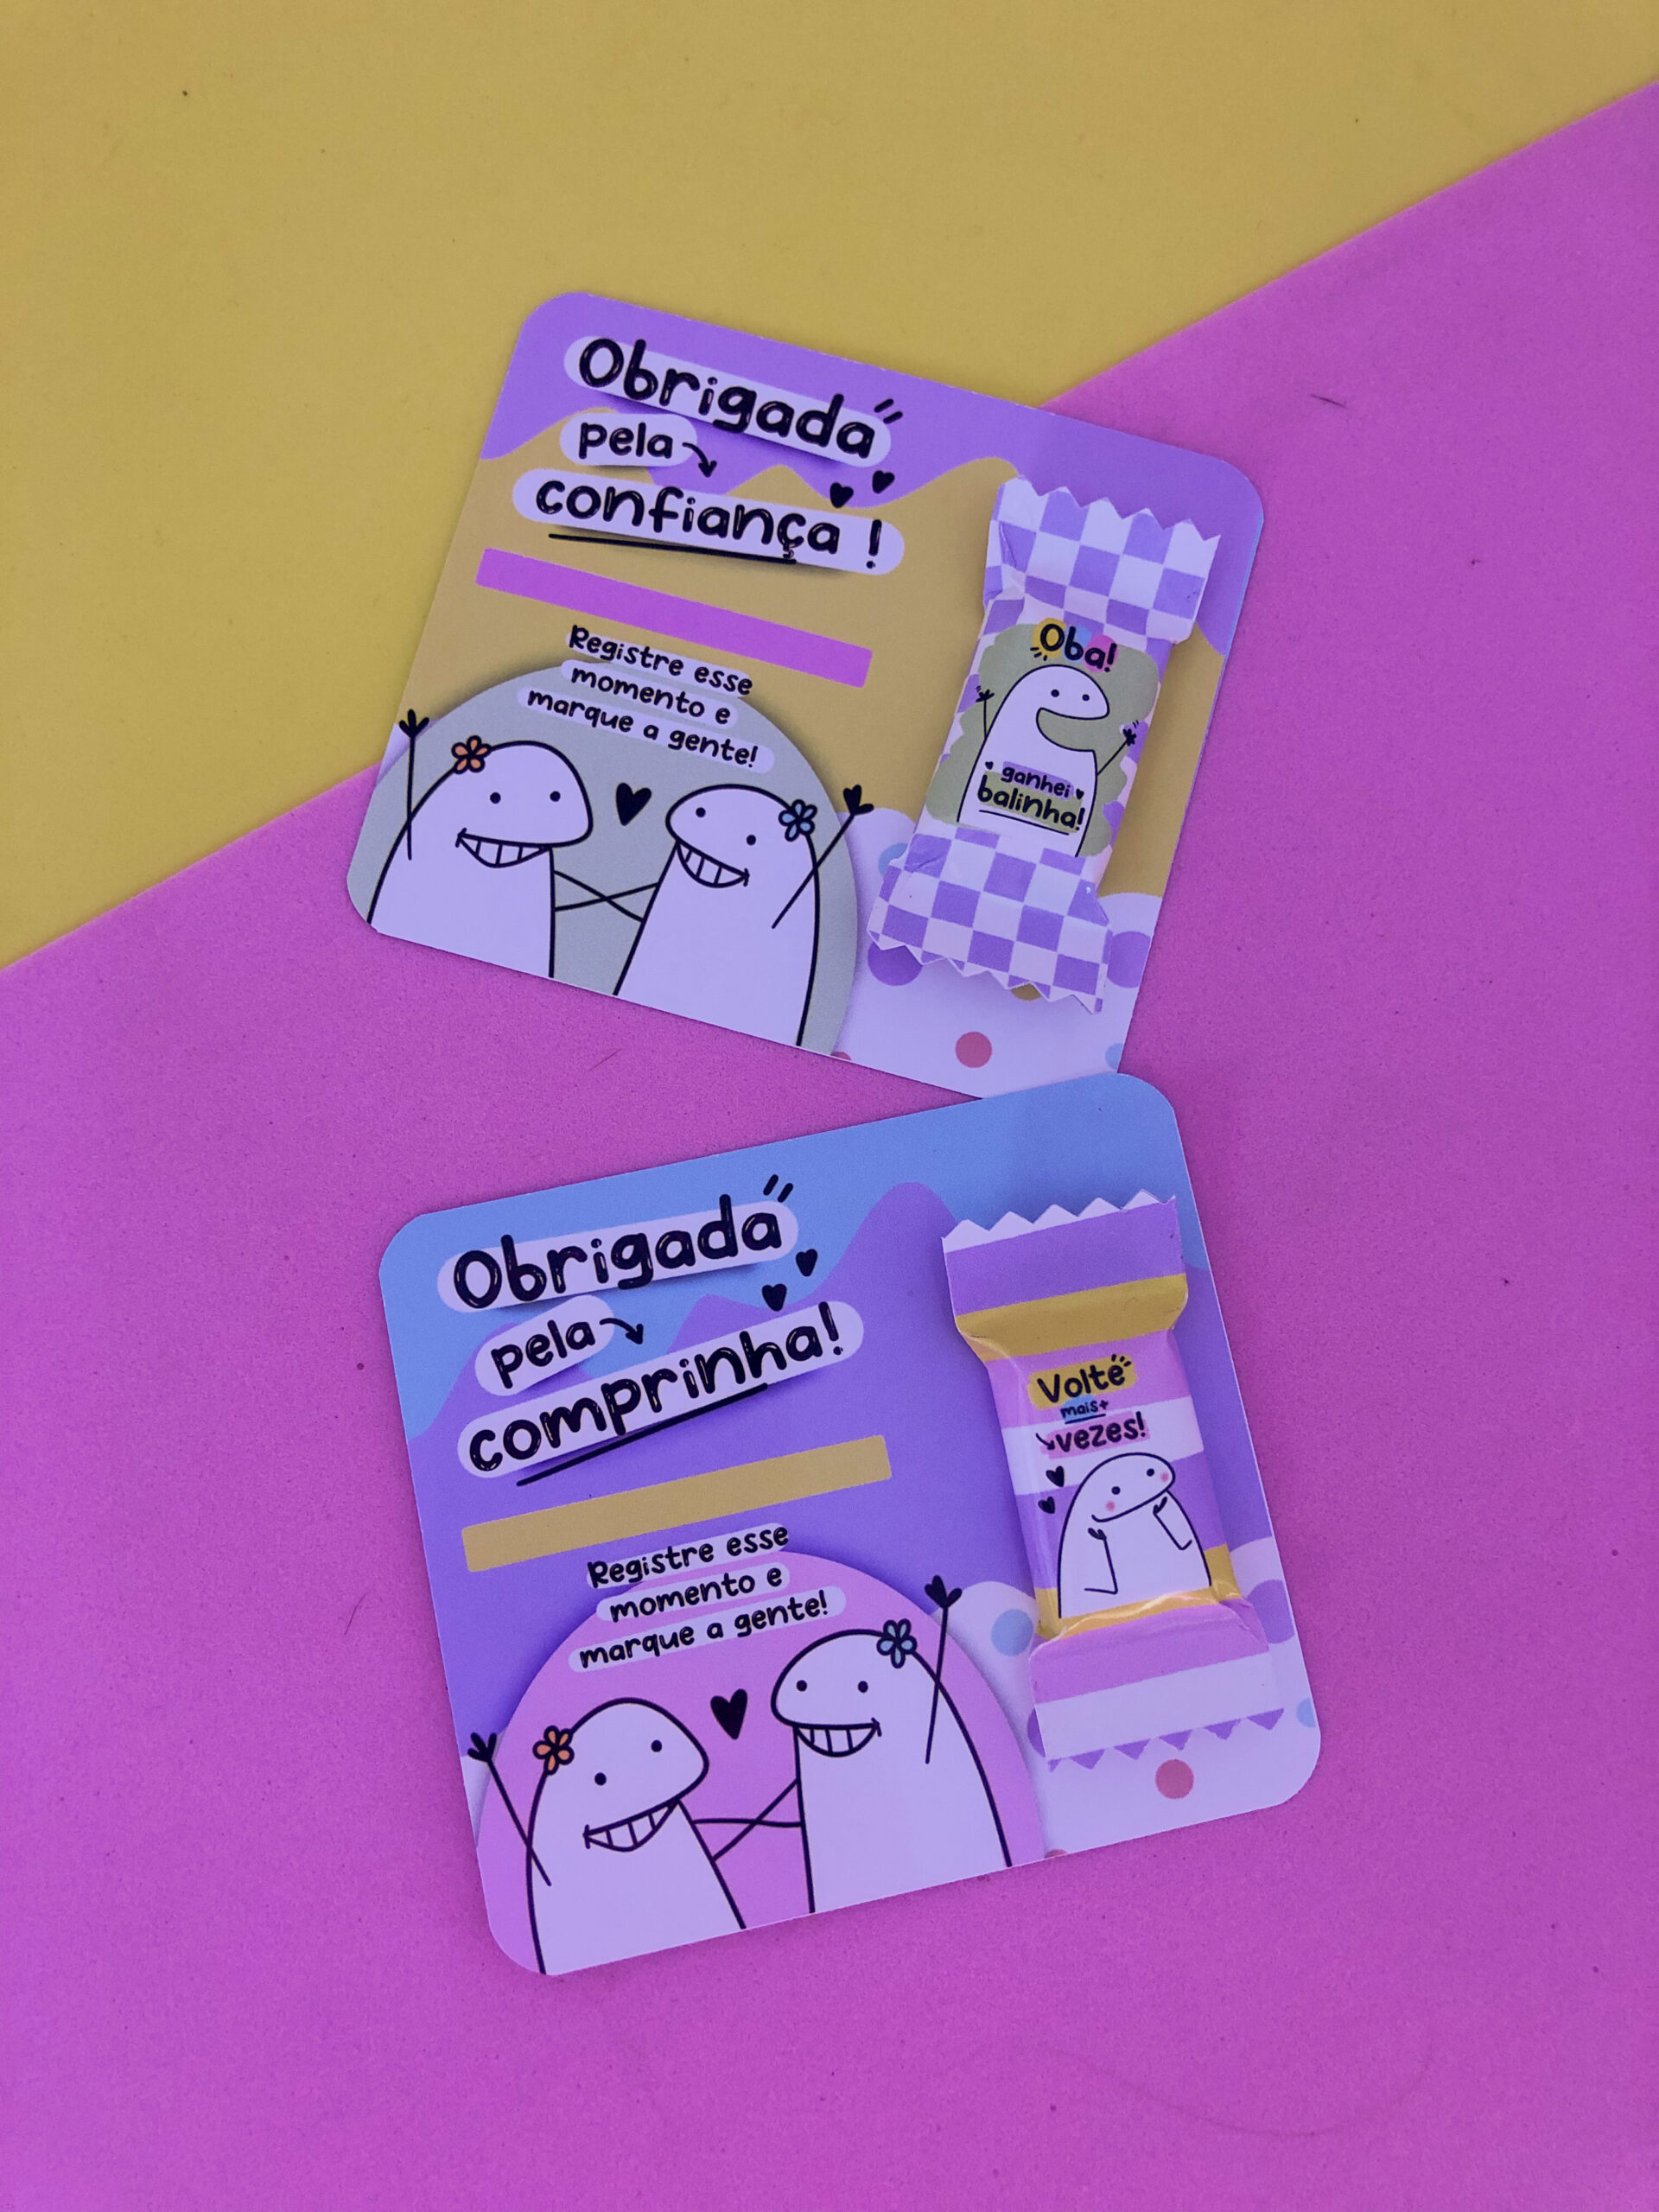 Obrigada
pela
confiança !
Registre esse
momento e
marque a gente!
Oba!
ganhei
balinha!
Obrigada
pela
comprinha!
Registre esse
momento e
marque a gente!
Volte
mais+
vezes!